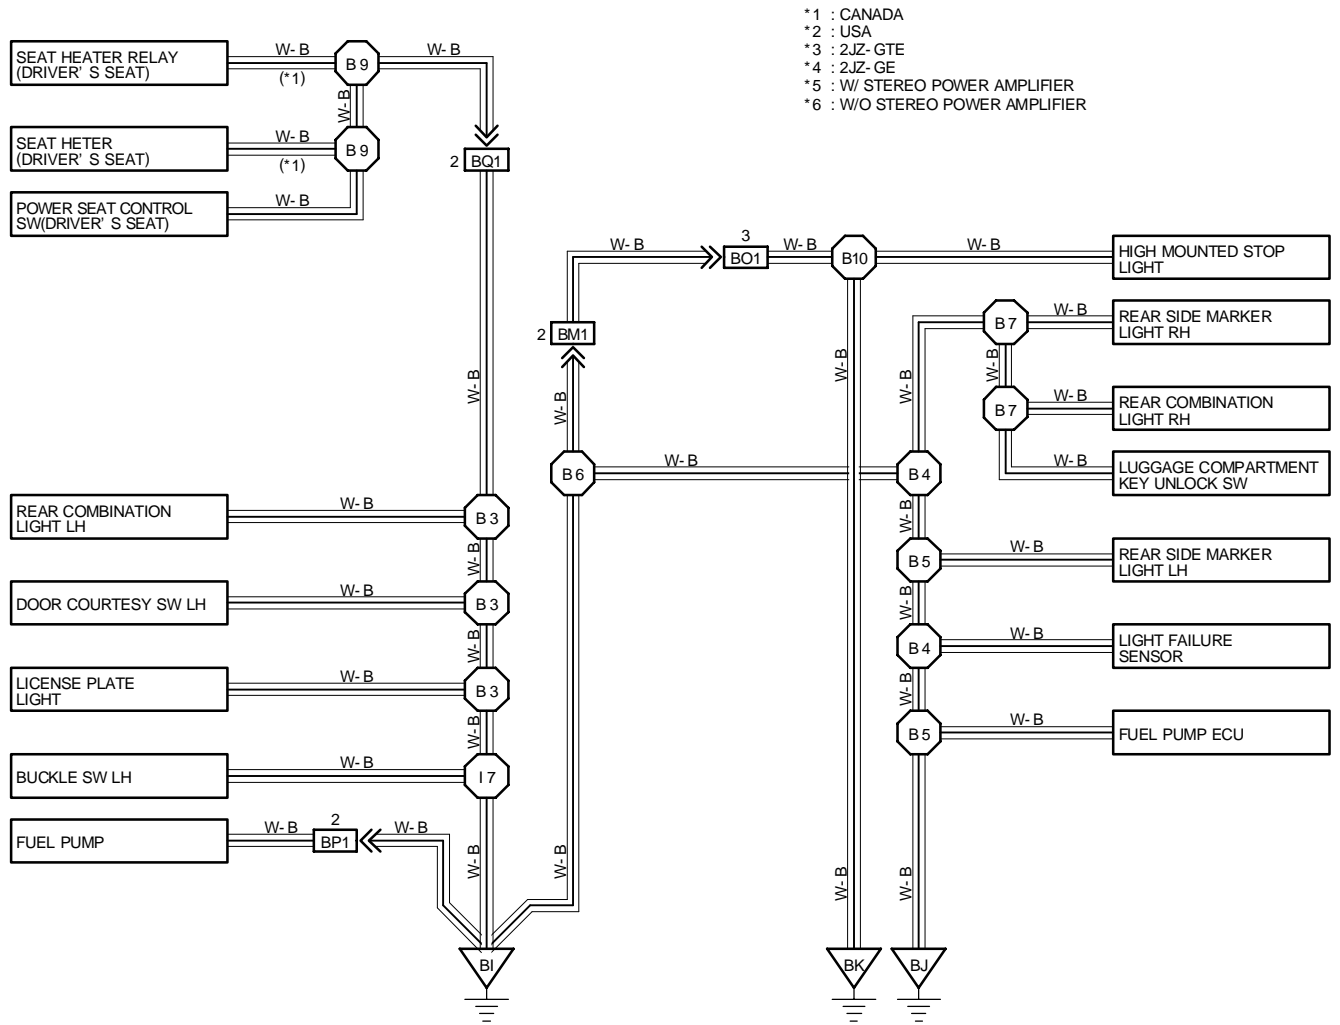 *1 : CANADA
*2 : USA
*3 : 2JZ-GTE
*4 : 2JZ-GE
*5 : W/ STEREO POWER AMPLIFIER
*6 : W/O STEREO POWER AMPLIFIER
SEAT HEATER RELAY
(DRIVER'S SEAT)
W-B
(*1)
B9
W-B
W-B
SEAT HETER
(DRIVER'S SEAT)
W-B
(*1)
B9
2 BQ1
POWER SEAT CONTROL
SW(DRIVER'S SEAT)
W-B
W-B
3
BO1
W-B
B10
W-B
HIGH MOUNTED STOP
LIGHT
2 BM1
B7
W-B
REAR SIDE MARKER
LIGHT RH
W-B
W-B
W-B
W-B
W-B
W-B
B7
W-B
REAR COMBINATION
LIGHT RH
B6
W-B
B4
W-B
LUGGAGE COMPARTMENT
KEY UNLOCK SW
REAR COMBINATION
LIGHT LH
W-B
B3
W-B
W-B
B5
W-B
REAR SIDE MARKER
LIGHT LH
DOOR COURTESY SW LH
W-B
B3
W-B
W-B
B4
W-B
LIGHT FAILURE
SENSOR
LICENSE PLATE
LIGHT
W-B
B3
W-B
W-B
B5
W-B
FUEL PUMP ECU
BUCKLE SW LH
W-B
I7
FUEL PUMP
W-B
2
BP1
W-B
W-B
W-B
W-B
W-B
BI
BK
BJ